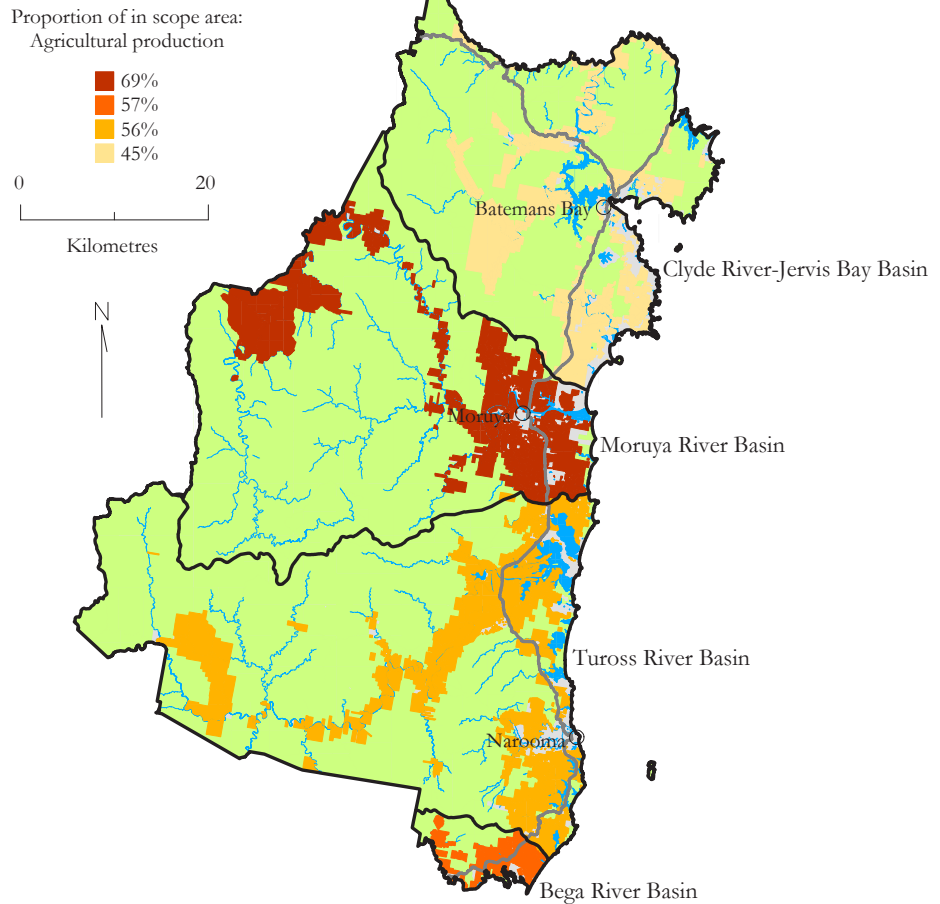 Proportion of in scope area:
Agricultural production
69%
57%
56%
45%
0 20
Kilometres
N
Batemans Bay
Clyde River-Jervis Bay Basin
Moruya
Moruya River Basin
Tuross River Basin
Narooma
Bega River Basin